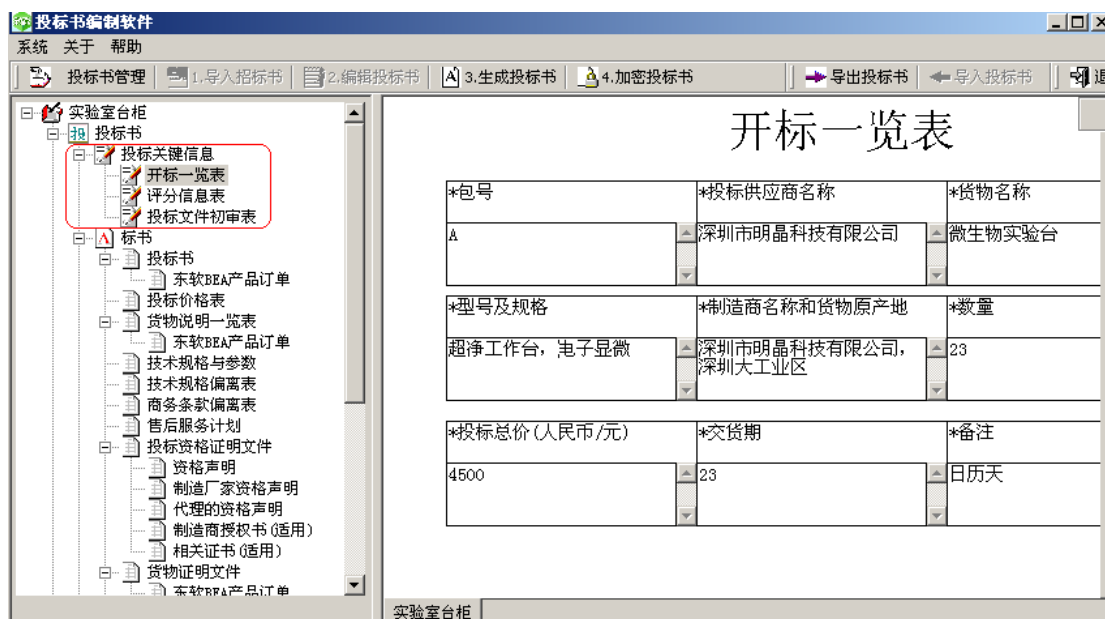 投标书编制软件
系统 关于 帮助
投标书管理 1.导入招标书 2.编辑投标书 3.生成投标书 4.加密投标书 导出投标书 导入投标书
实验室台柜
投标书
投标关键信息
开标一览表
评分信息表
投标文件初审表
标书
投标书
东软BEA产品订单
投标价格表
货物说明一览表
东软BEA产品订单
技术规格与参数
技术规格偏离表
商务条款偏离表
售后服务计划
投标资格证明文件
资格声明
制造厂家资格声明
代理的资格声明
制造商授权书(适用)
相关证书(适用)
货物证明文件
东软BEA产品订单
开标一览表
*包号 *投标供应商名称 *货物名称
A 深圳市明晶科技有限公司 微生物实验台
*型号及规格 *制造商名称和货物原产地 *数量
超净工作台，电子显微 深圳市明晶科技有限公司， 23
深圳大工业区
*投标总价(人民币/元) *交货期 *备注
4500 23 日历天
实验室台柜